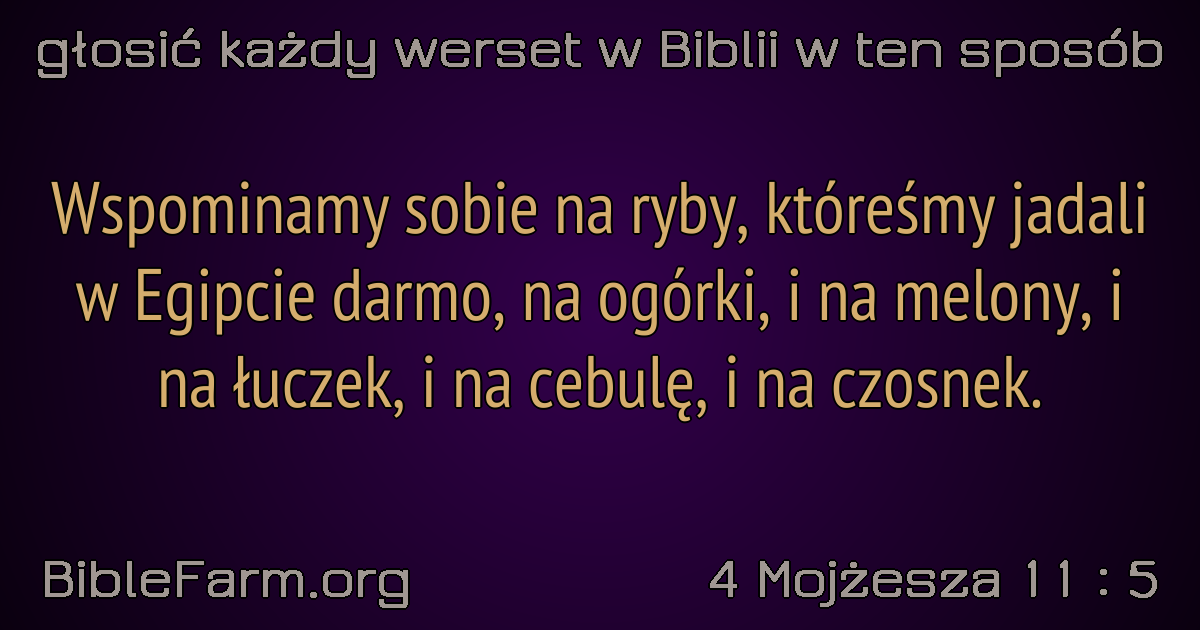 głosić każdy werset w Biblii w ten sposób
Wspominamy sobie na ryby, któreśmy jadali
w Egipcie darmo, na ogórki, i na melony, i
na łuczek, i na cebulę, i na czosnek.
BibleFarm.org
4 Mojżesza 11 : 5